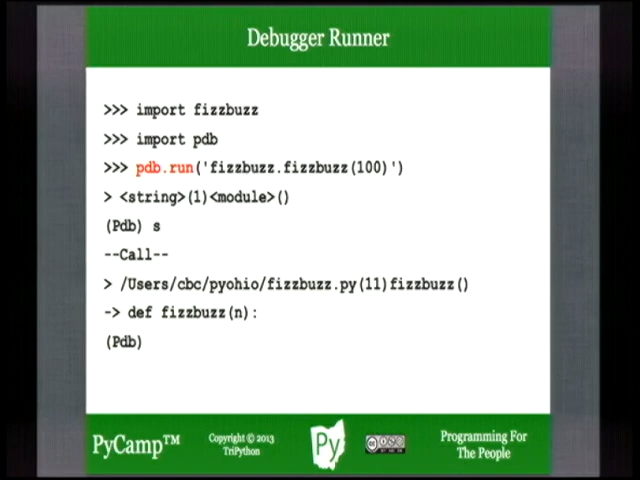 Debugger Runner
>>> import fizzbuzz
>>> import pdb
>>> pdb.run('fizzbuzz.fizzbuzz(100)')
> <string>(1)<module>()
(Pdb) s
--Call--
> /Users/cbc/pyohio/fizzbuzz.py(11)fizzbuzz()
-> def fizzbuzz(n):
(Pdb)
PyCamp™
Copyright © 2013
TriPython
Py
Programming For
The People